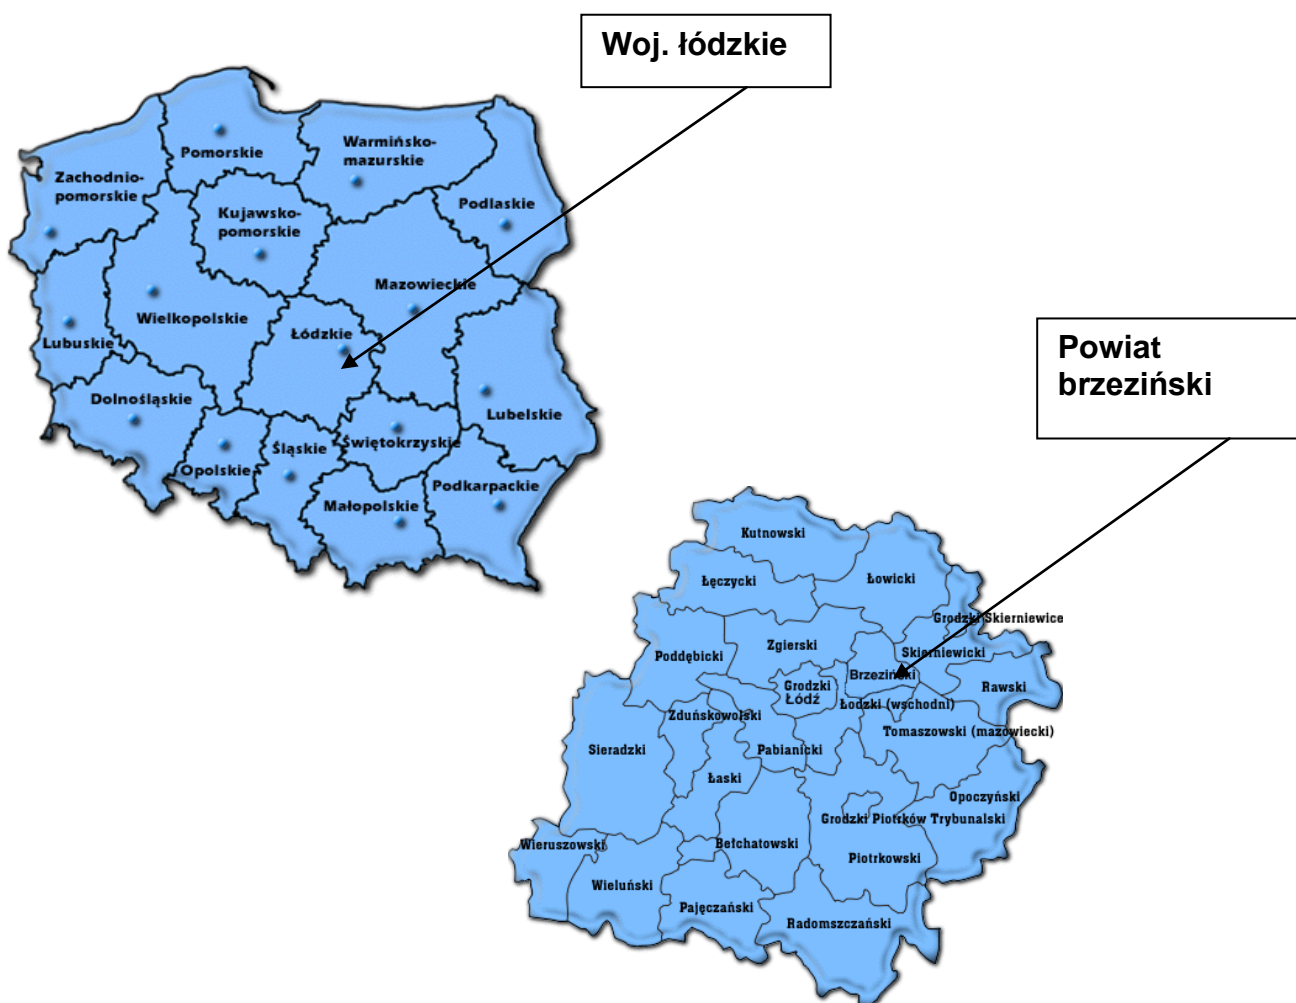 Woj. łódzkie
Pomorskie
Warmińsko-
mazurskie
Zachodnio-
pomorskie
Kujawsko-
pomorskie
Podlaskie
Mazowieckie
Wielkopolskie
Łódzkie
Lubuskie
Dolnośląskie
Lubelskie
Opolskie
Śląskie
Świętokrzyskie
Małopolskie
Podkarpackie
Powiat
brzeziński
Kutnowski
Łęczycki
Łowicki
Grodzki Skierniewice
Zgierski
Skierniewicki
Poddębicki
Brzeziński
Grodzki
Łódź
Rawski
Łodzki (wschodni)
Zduńskowolski
Tomaszowski (mazowiecki)
Sieradzki
Pabianicki
Łaski
Opoczyński
Grodzki Piotrków Trybunalski
Wieruszowski
Bełchatowski
Piotrkowski
Wieluński
Pajęczański
Radomszczański